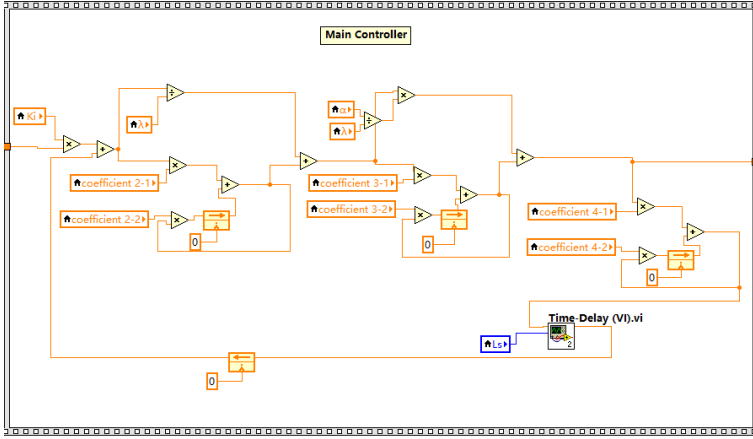 Main Controller
Ki
λ
α
λ
coefficient 2-1
coefficient 2-2
0
coefficient 3-1
coefficient 3-2
0
coefficient 4-1
coefficient 4-2
0
Time-Delay (VI).vi
Ls
2
0